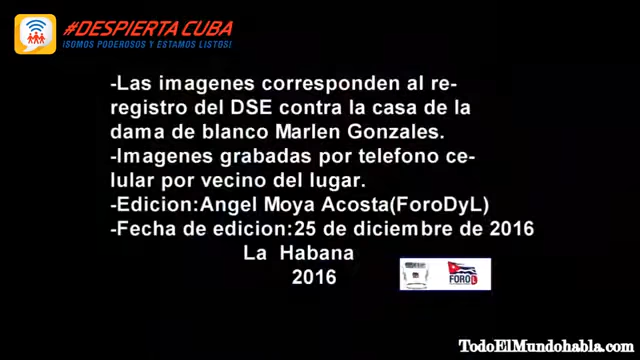 #DESPIERTA CUBA
¡SOMOS PODEROSOS Y ESTAMOS LISTOS!
-Las imagenes corresponden al re-
registro del DSE contra la casa de la
dama de blanco Marlen Gonzales.
-Imagenes grabadas por telefono ce-
lular por vecino del lugar.
-Edicion:Angel Moya Acosta(ForoDyL)
-Fecha de edicion:25 de diciembre de 2016
La Habana
2016
FORO
TodoElMundohabla.com